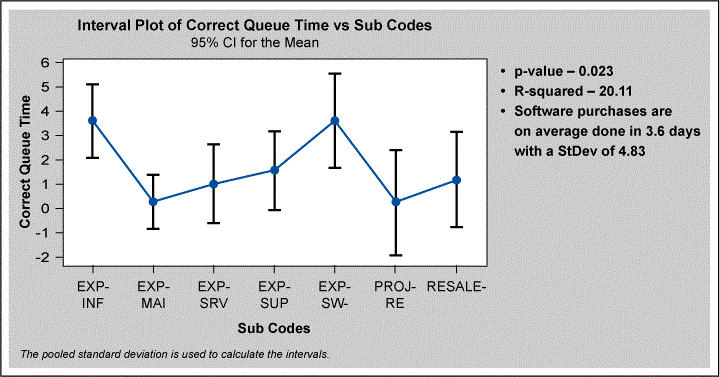 Interval Plot of Correct Queue Time vs Sub Codes
95% CI for the Mean
Correct Queue Time
6
5
4
3
2
1
0
-1
-2
EXP-INF
EXP-MAI
EXP-SRV
EXP-SUP
EXP-SW-
PROJ-RE
RESALE-
Sub Codes
The pooled standard deviation is used to calculate the intervals.
• p-value – 0.023
• R-squared – 20.11
• Software purchases are
on average done in 3.6 days
with a StDev of 4.83